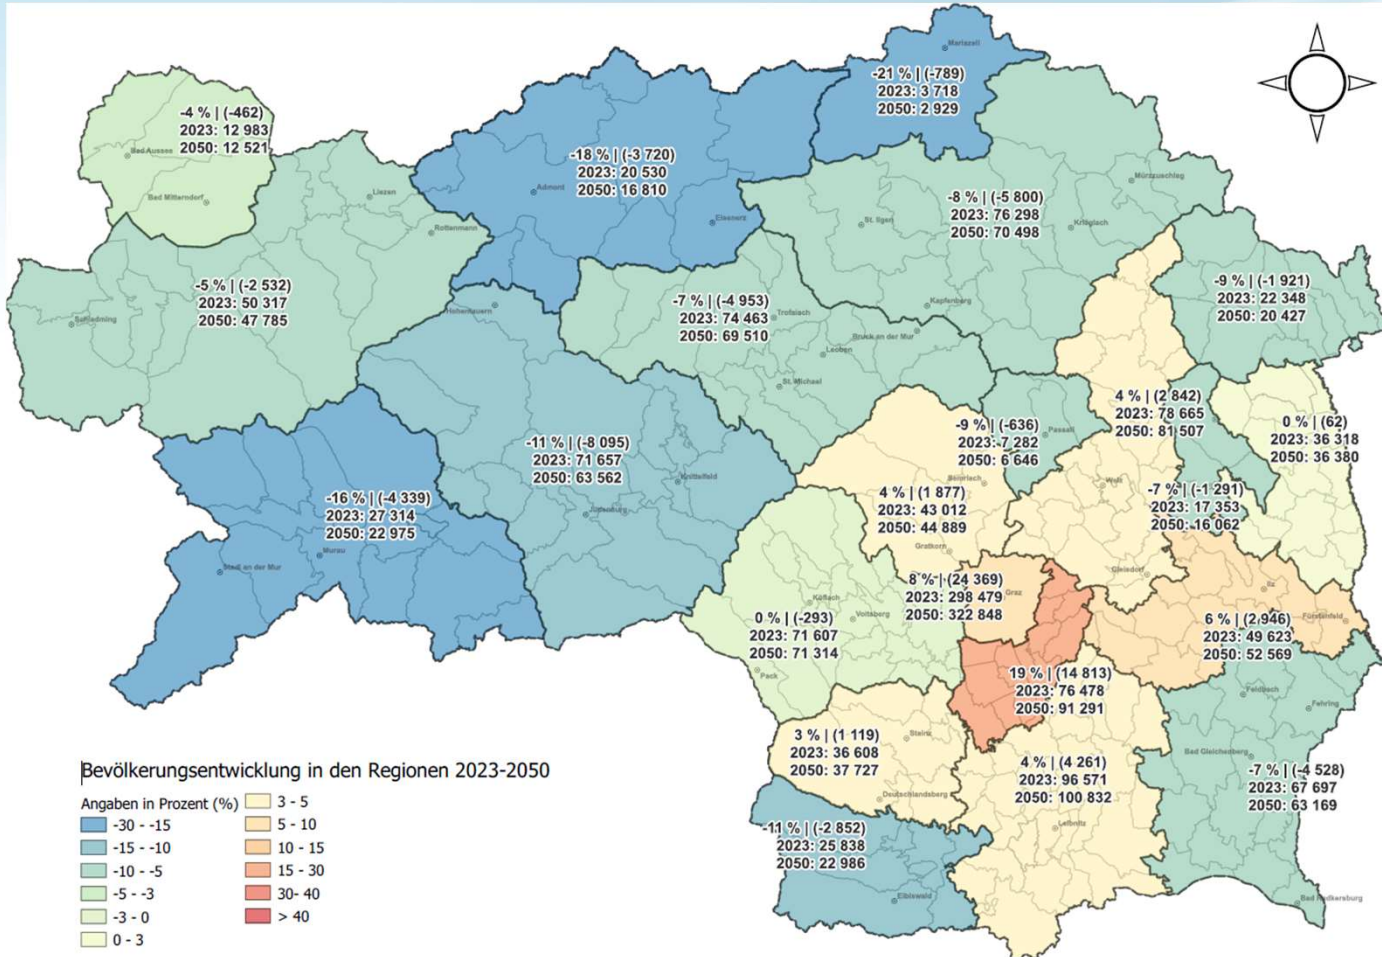 Mariazell
-21 % | (-789)
2023: 3 718
2050: 2 929
-4 % | (-462)
2023: 12 983
2050: 12 521
Bad Aussee
Bad Mitterndorf
-18 % | (-3 720)
2023: 20 530
2050: 16 810
Admont
Eisenerz
Liezen
Rottenmann
-8 % | (-5 800)
2023: 76 298
2050: 70 498
Mürzzuschlag
St. Ilgen
Krieglach
Kapfenberg
-5 % | (-2 532)
2023: 50 317
2050: 47 785
Schladming
Hohentauern
-7 % | (-4 953)
2023: 74 463
2050: 69 510
Trofaiach
Leoben
Bruck an der Mur
St. Michael
-9 % | (-1 921)
2023: 22 348
2050: 20 427
4 % | (2 842)
2023: 78 665
2050: 81 507
0 % | (62)
2023: 36 318
2050: 36 380
-9 % | (-636)
2023: 7 282
2050: 6 646
Passail
-11 % | (-8 095)
2023: 71 657
2050: 63 562
Knittelfeld
Judenburg
-16 % | (-4 339)
2023: 27 314
2050: 22 975
Murau
Stadl an der Mur
4 % | (1 877)
2023: 43 012
2050: 44 889
Semriach
Gratkorn
Weiz
-7 % | (-1 291)
2023: 17 353
2050: 16 062
Gleisdorf
8 % | (24 369)
2023: 298 479
2050: 322 848
Graz
Ilz
Fürstenfeld
6 % | (2 946)
2023: 49 623
2050: 52 569
Köflach
Voitsberg
0 % | (-293)
2023: 71 607
2050: 71 314
Pack
19 % | (14 813)
2023: 76 478
2050: 91 291
Feldbach
Fehring
3 % | (1 119)
2023: 36 608
2050: 37 727
Stainz
Deutschlandsberg
4 % | (4 261)
2023: 96 571
2050: 100 832
Leibnitz
Bad Gleichenberg
-7 % | (-4 528)
2023: 67 697
2050: 63 169
Bad Radkersburg
-11 % | (-2 852)
2023: 25 838
2050: 22 986
Eibiswald
Bevölkerungsentwicklung in den Regionen 2023-2050
Angaben in Prozent (%)
-30 - -15
-15 - -10
-10 - -5
-5 - -3
-3 - 0
0 - 3
3 - 5
5 - 10
10 - 15
15 - 30
30- 40
> 40